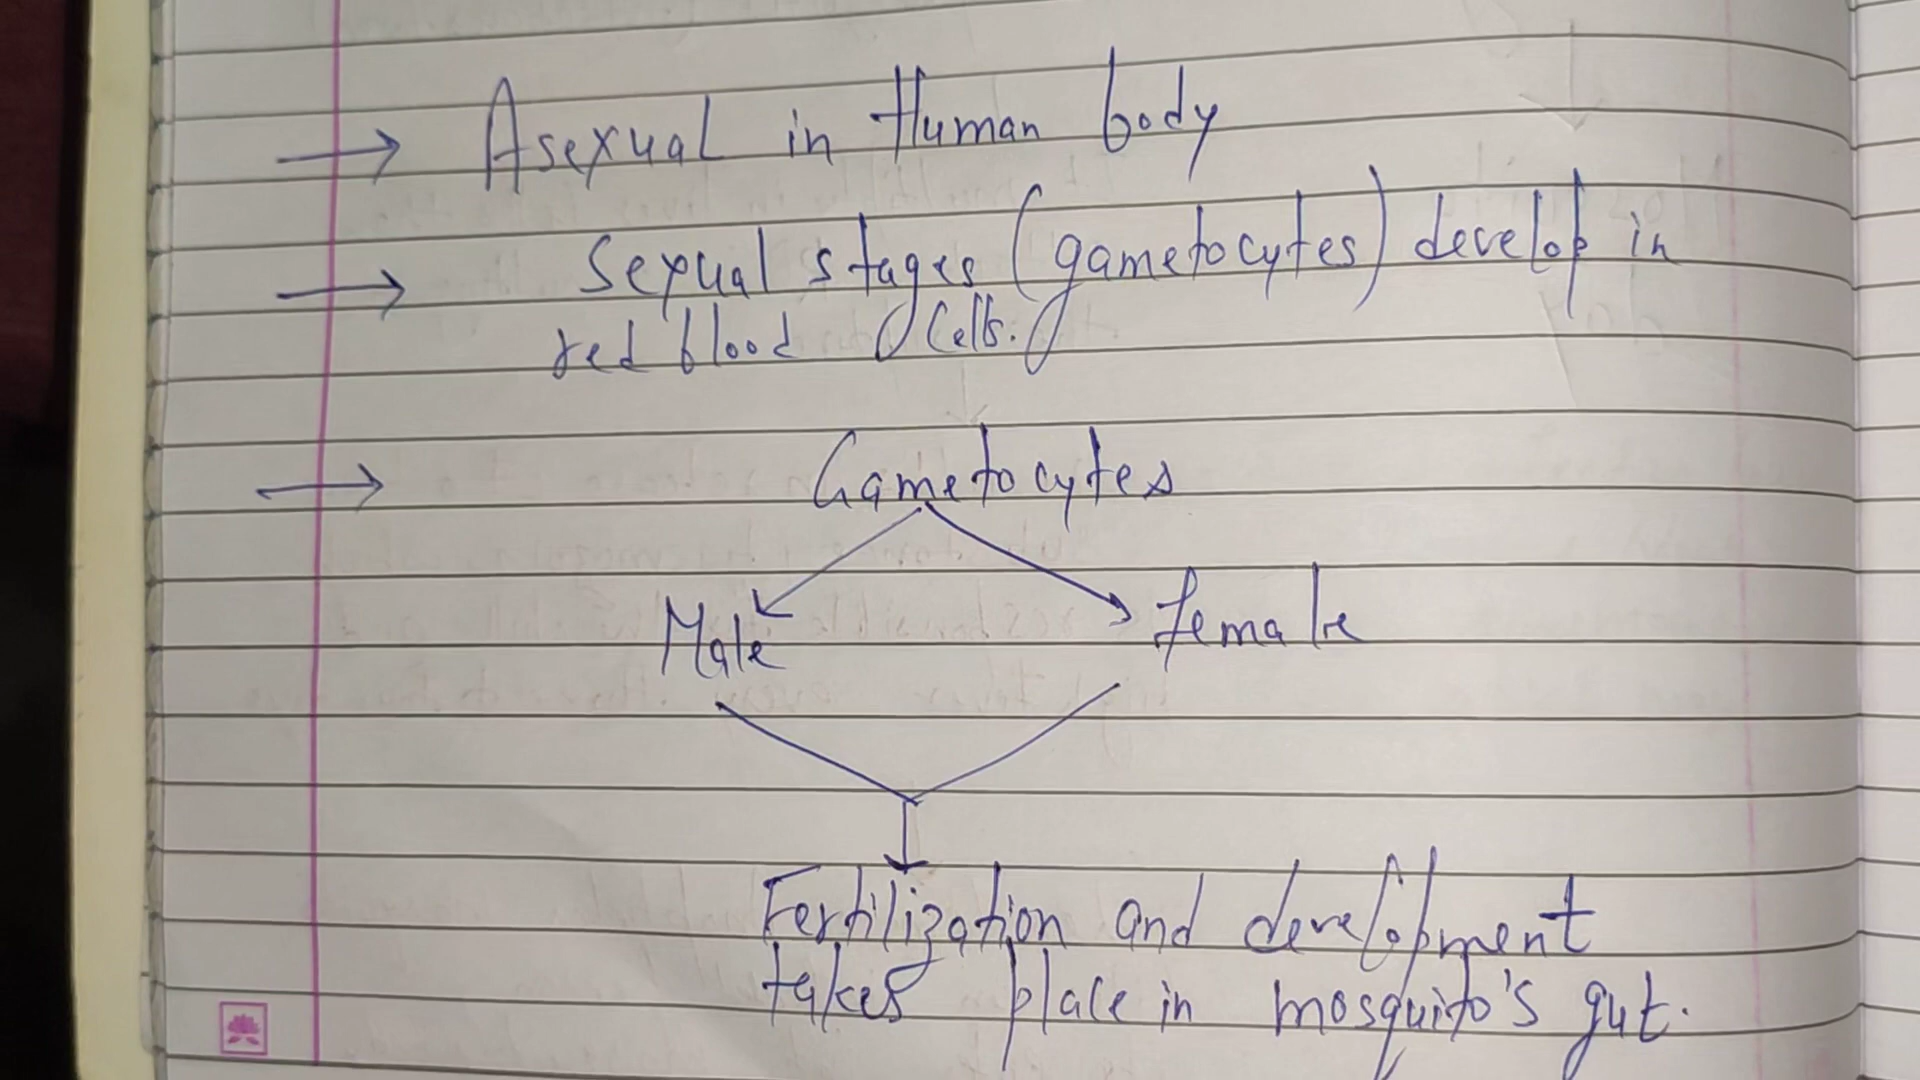 → Asexual in Human body
→ Sexual stages (gametocytes) develop in
red blood cells.
→ Gametocytes
Male female
Fertilization and development
takes place in mosquito's gut.